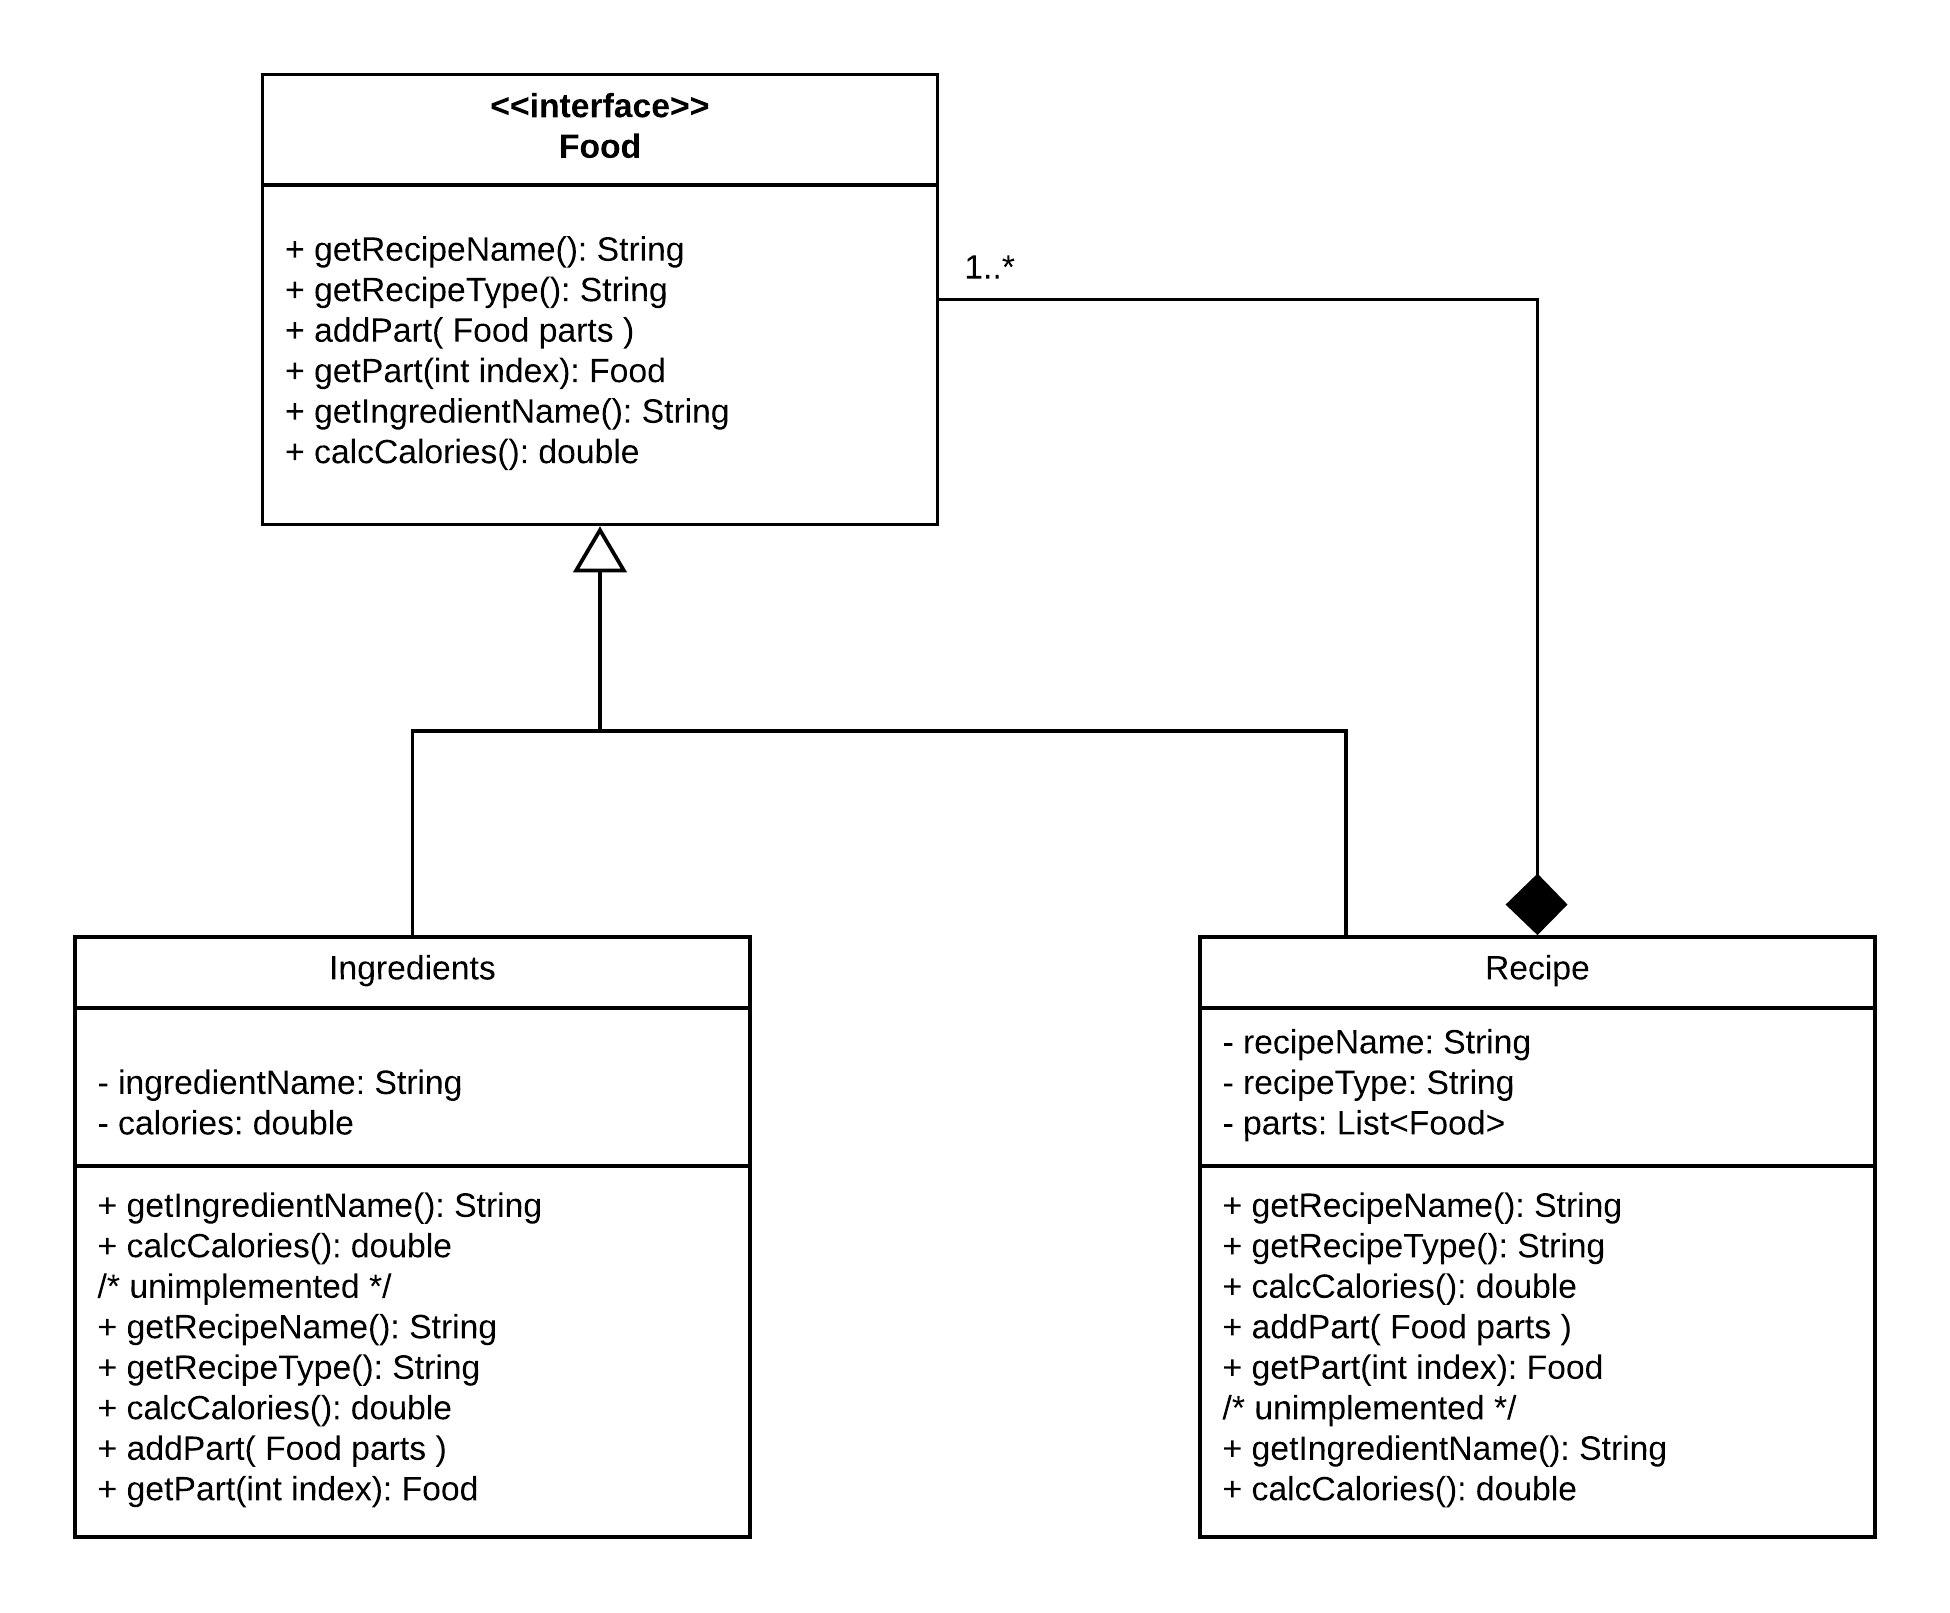 <<interface>>
Food
+ getRecipeName(): String
+ getRecipeType(): String
+ addPart( Food parts )
+ getPart(int index): Food
+ getIngredientName(): String
+ calcCalories(): double
1..*
Ingredients
- ingredientName: String
- calories: double
+ getIngredientName(): String
+ calcCalories(): double
/* unimplemented */
+ getRecipeName(): String
+ getRecipeType(): String
+ calcCalories(): double
+ addPart( Food parts )
+ getPart(int index): Food
Recipe
- recipeName: String
- recipeType: String
- parts: List<Food>
+ getRecipeName(): String
+ getRecipeType(): String
+ calcCalories(): double
+ addPart( Food parts )
+ getPart(int index): Food
/* unimplemented */
+ getIngredientName(): String
+ calcCalories(): double